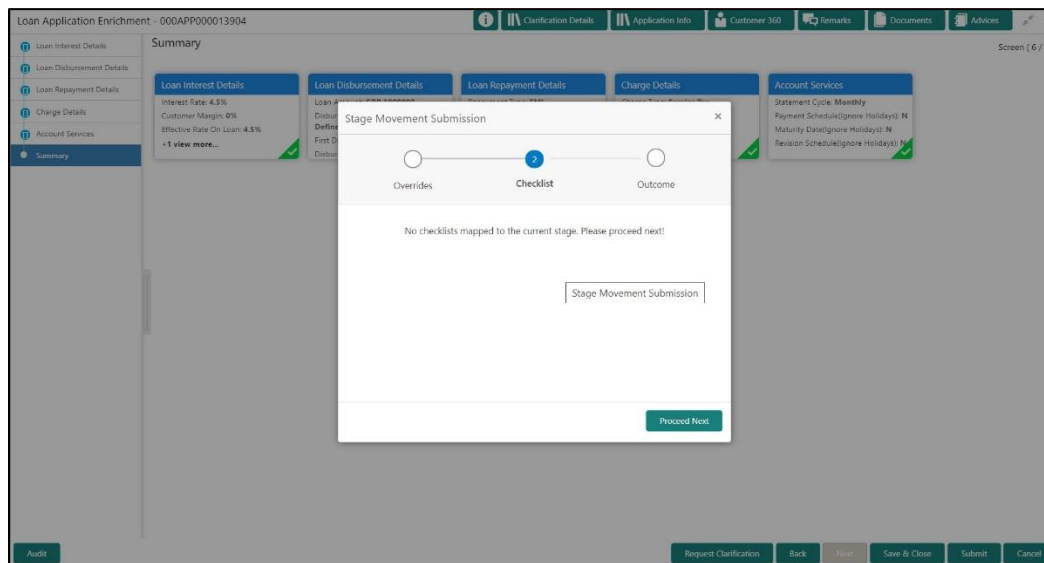 Loan Application Enrichment - 000APP000013904
Clarification Details
Application Info
Customer 360
Remarks
Documents
Advices
Loan Interest Details
Loan Disbursement Details
Loan Repayment Details
Charge Details
Account Services
Summary
Summary
Screen ( 6 /
Loan Interest Details
Interest Rate: 4.5%
Customer Margin: 0%
Effective Rate On Loan: 4.5%
+1 view more...
Loan Disbursement Details
Loan
Disbur
Define
First D
Disbur
Loan Repayment Details
Charge Details
Account Services
Statement Cycle: Monthly
Payment Schedule(Ignore Holidays): N
Maturity Date(Ignore Holidays): N
Revision Schedule(Ignore Holidays): N
Stage Movement Submission
×
2
Overrides
Checklist
Outcome
No checklists mapped to the current stage. Please proceed next!
Stage Movement Submission
Proceed Next
Audit
Request Clarification
Back
Next
Save & Close
Submit
Cancel